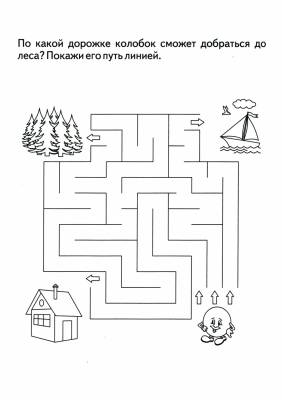 По какой дорожке колобок сможет добраться до
леса? Покажи его путь линией.